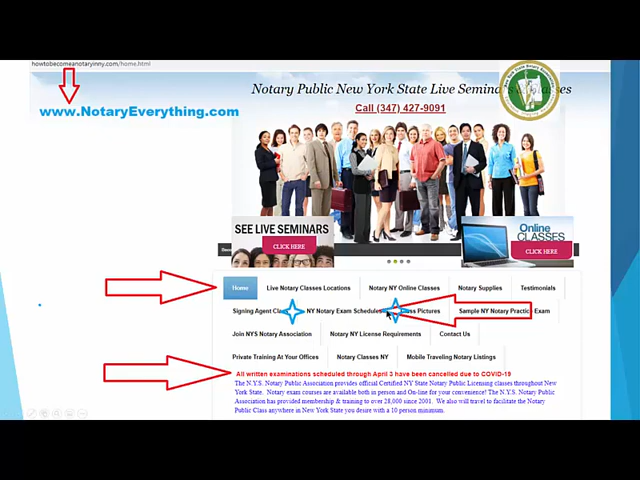 howtobecomeanotaryinny.com/home.html
www.NotaryEverything.com
Notary Public New York State Live Seminars
Call (347) 427-9091
SEE LIVE SEMINARS
CLICK HERE
Online
CLASSES
CLICK HERE
Home Live Notary Classes Locations Notary NY Online Classes Notary Supplies Testimonials
Signing Agent NY Notary Exam Schedules Pictures Sample NY Notary Practice Exam
Join NYS Notary Association Notary NY License Requirements Contact Us
Private Training At Your Offices Notary Classes NY Mobile Traveling Notary Listings
All written examinations scheduled through April 3 have been cancelled due to COVID-19
The N.Y.S. Notary Public Association provides official Certified NY State Notary Public Licensing classes throughout New
York State. Notary exam courses are available both in person and On-line for your convenience! The N.Y.S. Notary Public
Association has provided membership & training to over 28,000 since 2001. We also will travel to facilitate the Notary
Public Class anywhere in New York State you desire with a 10 person minimum.